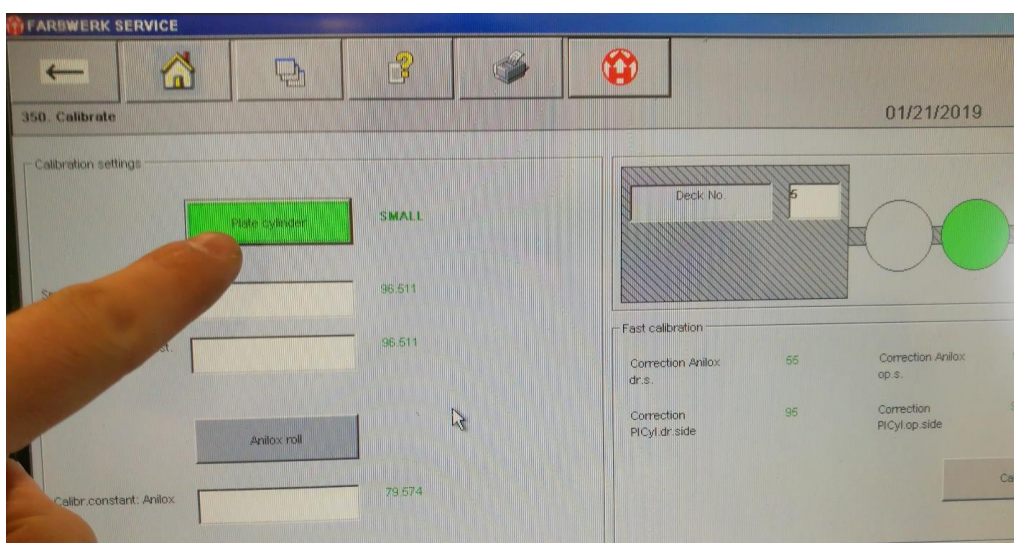 FARBWERK SERVICE
350. Calibrate
01/21/2019
Calibration settings
Plate cylinder
SMALL
96.511
96.511
Anilox roll
Calibr.constant: Anilox
79.574
Deck No.
5
Fast calibration
Correction Anilox
dr.s.
55
Correction Anilox
op.s.
Correction
PlCyl.dr.side
95
Correction
PlCyl.op.side